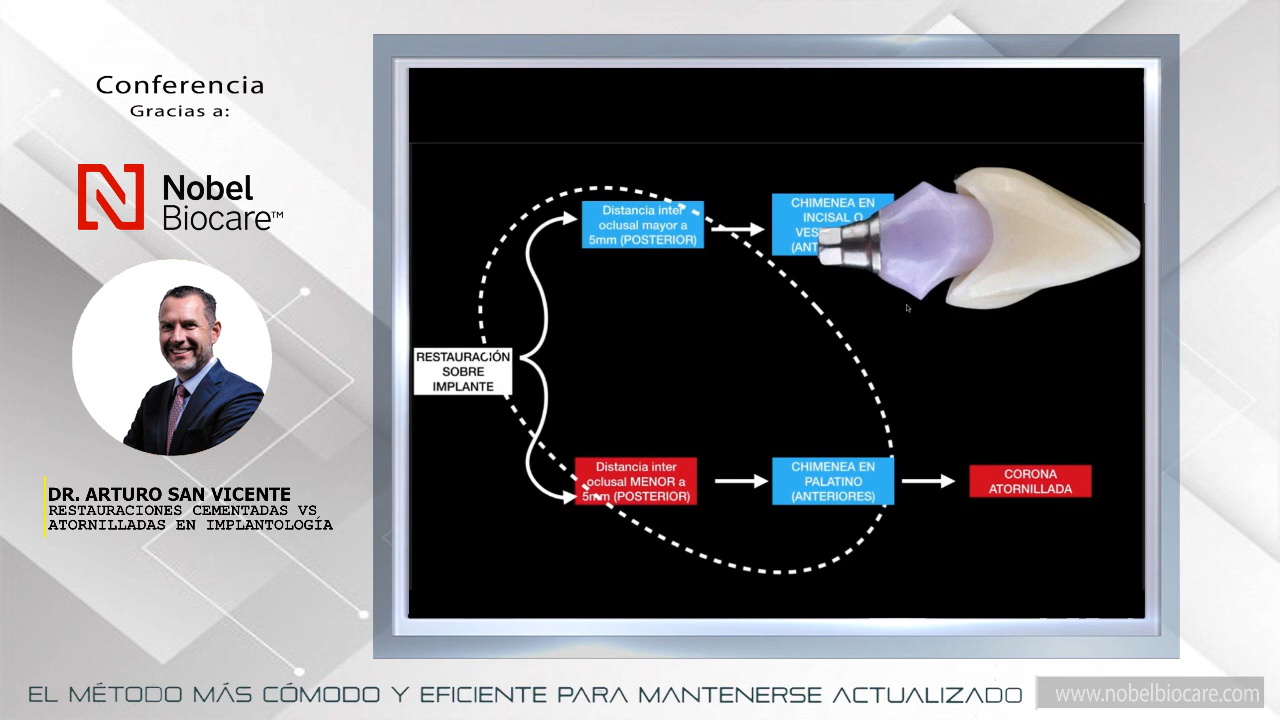 Conferencia
Gracias a:
Nobel
Biocare™
DR. ARTURO SAN VICENTE
RESTAURACIONES CEMENTADAS VS
ATORNILLADAS EN IMPLANTOLOGÍA
RESTAURACIÓN
SOBRE
IMPLANTE
Distancia inter
oclusal mayor a
5mm (POSTERIOR)
CHIMENEA EN
INCISAL O
Distancia inter
oclusal MENOR a
5mm (POSTERIOR)
CHIMENEA EN
PALATINO
(ANTERIORES)
CORONA
ATORNILLADA
EL MÉTODO MÁS CÓMODO Y EFICIENTE PARA MANTENERSE ACTUALIZADO
www.nobelbiocare.com